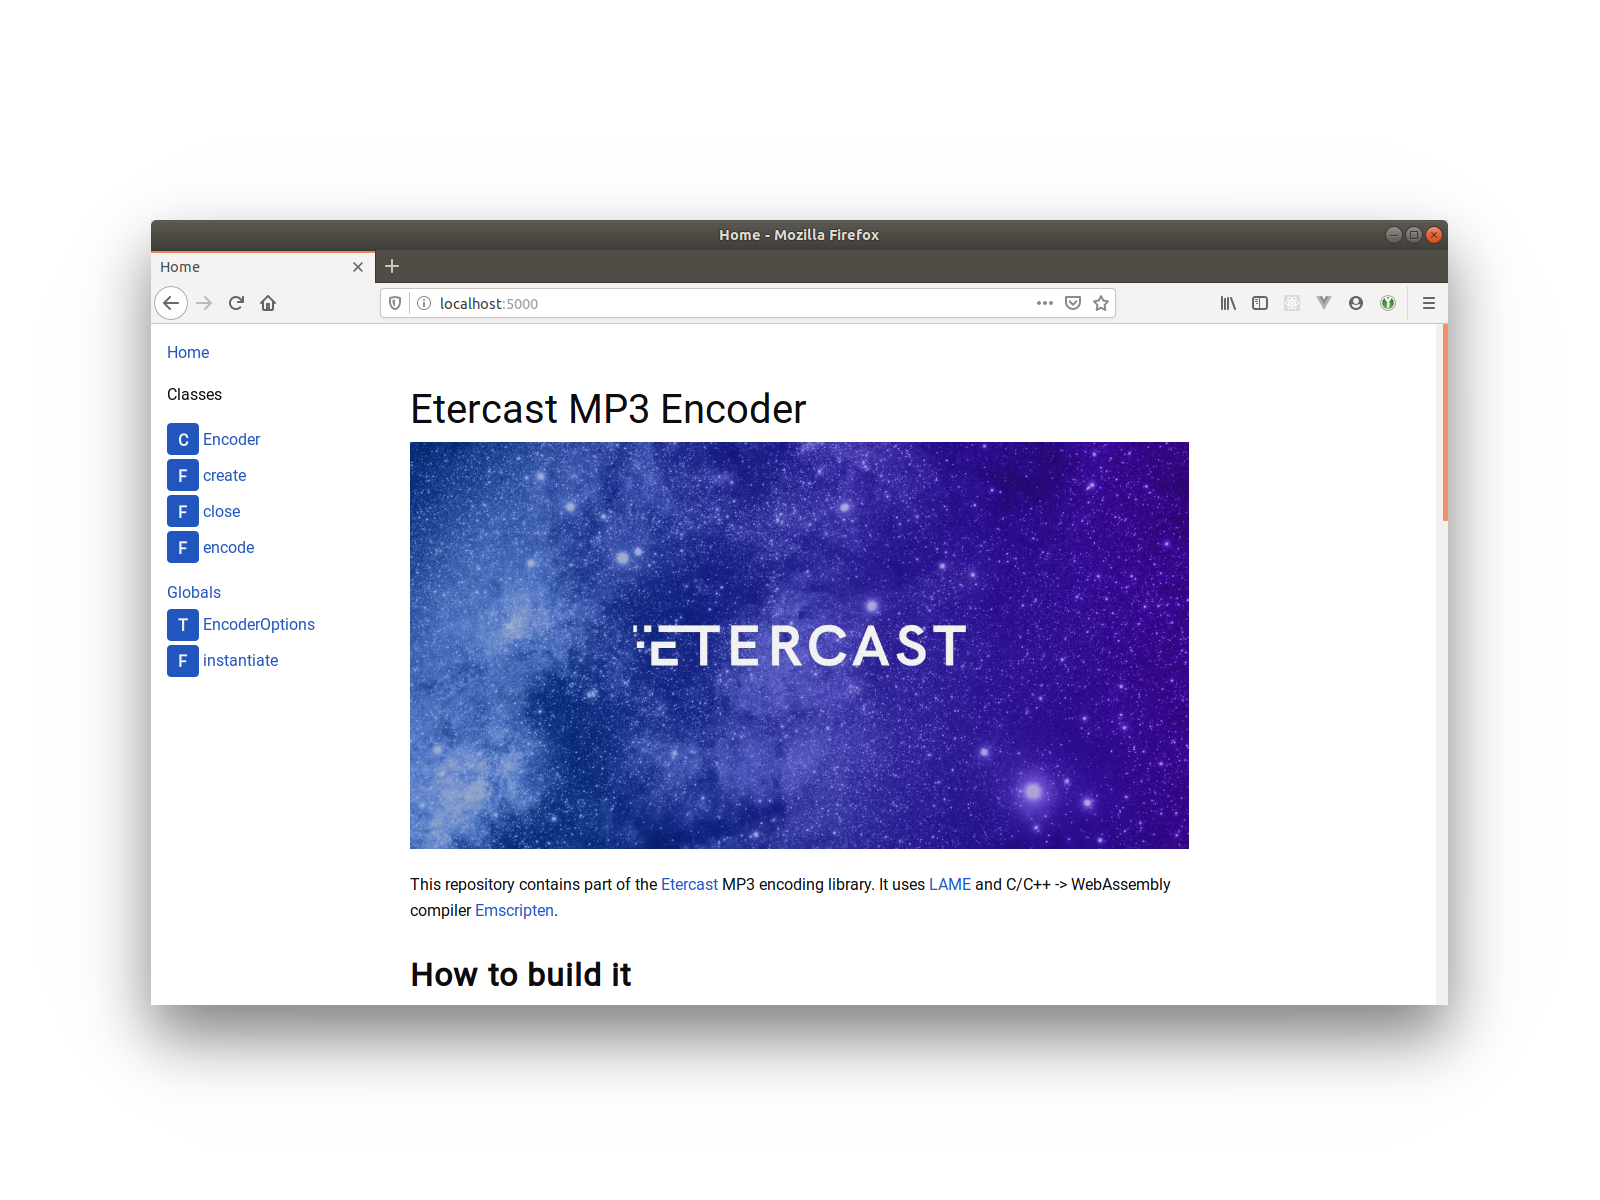 Home - Mozilla Firefox
Home
localhost:5000
Home
Classes
C Encoder
F create
F close
F encode
Globals
T EncoderOptions
F instantiate
Etercast MP3 Encoder
ETERCAST
This repository contains part of the Etercast MP3 encoding library. It uses LAME and C/C++ -> WebAssembly
compiler Emscripten.
How to build it